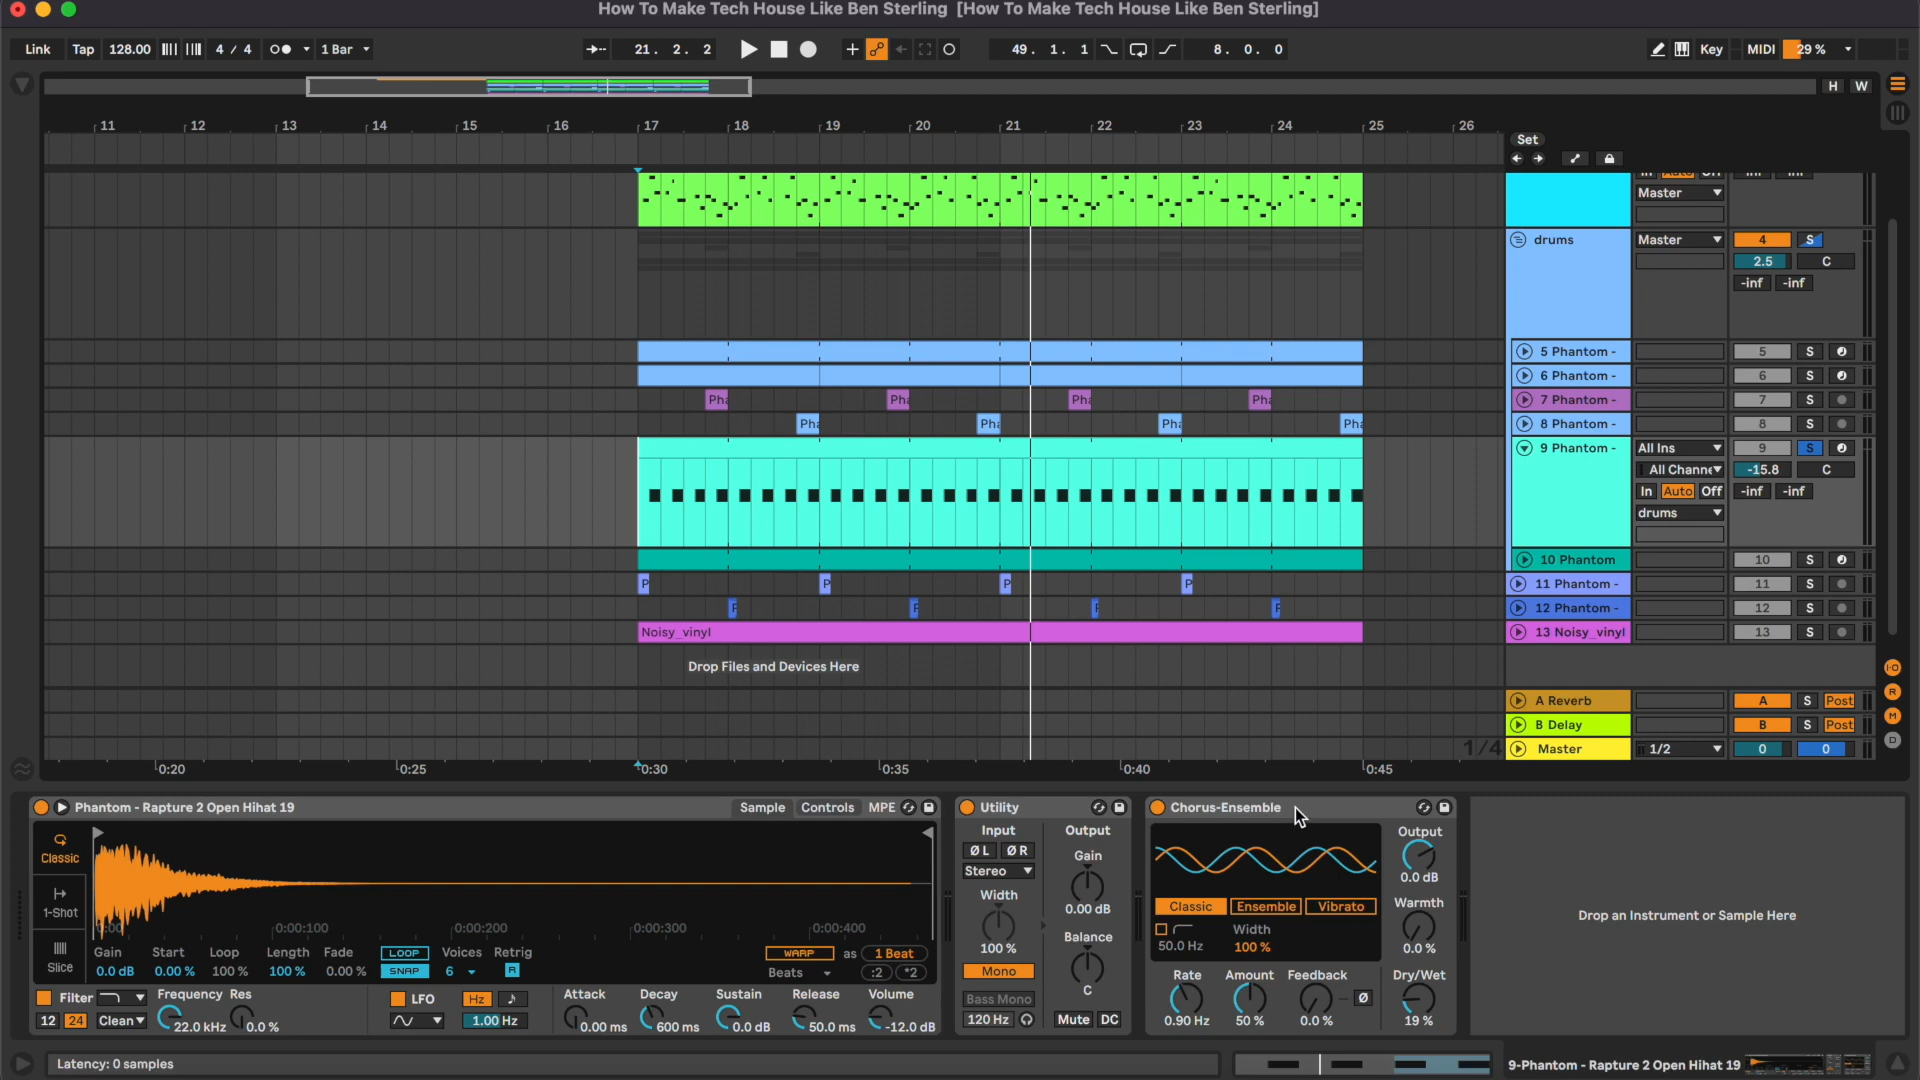 How To Make Tech House Like Ben Sterling [How To Make Tech House Like Ben Sterling]
Link Tap 128.00 4 / 4 1 Bar 21. 2. 2 49. 1. 1 8. 0. 0 Key MIDI 29 %
H W
11 12 13 14 15 16 17 18 19 20 21 22 23 24 25 26
Set
Master
drums Master 4 S
2.5 C
-inf -inf
5 Phantom - 5 S
6 Phantom - 6 S
Pha Pha Pha Pha 7 Phantom - 7 S
Pha Pha Pha Pha 8 Phantom - 8 S
9 Phantom - All Ins 9 S
All Channe -15.8 C
In Auto Off -inf -inf
drums
10 Phantom 10 S
P P P P 11 Phantom - 11 S
F F F F 12 Phantom - 12 S
Noisy_vinyl 13 Noisy_vinyl 13 S
Drop Files and Devices Here
I-O
A Reverb A S Post R
B Delay B S Post M
1/4 Master 1/2 0 0 D
0:20 0:25 0:30 0:35 0:40 0:45
Phantom - Rapture 2 Open Hihat 19 Sample Controls MPE
Classic
1-Shot
Slice
0:00 0:00:100 0:00:200 0:00:300 0:00:400
Gain Start Loop Length Fade LOOP Voices Retrig WARP as 1 Beat
0.0 dB 0.00 % 100 % 100 % 0.00 % SNAP 6 R Beats :2 *2
Filter Frequency Res LFO Hz Attack Decay Sustain Release Volume
12 24 Clean 22.0 kHz 0.0 % 1.00 Hz 0.00 ms 600 ms 0.0 dB 50.0 ms -12.0 dB
Utility
Input Output
Ø L Ø R Gain
Stereo
Width 0.00 dB
100 % Balance
Mono
Bass Mono C
120 Hz Mute DC
Chorus-Ensemble
Output
0.0 dB
Classic Ensemble Vibrato Warmth
Width
50.0 Hz 100 % 0.0 %
Rate Amount Feedback Dry/Wet
Ø
0.90 Hz 50 % 0.0 % 19 %
Drop an Instrument or Sample Here
Latency: 0 samples
9-Phantom - Rapture 2 Open Hihat 19